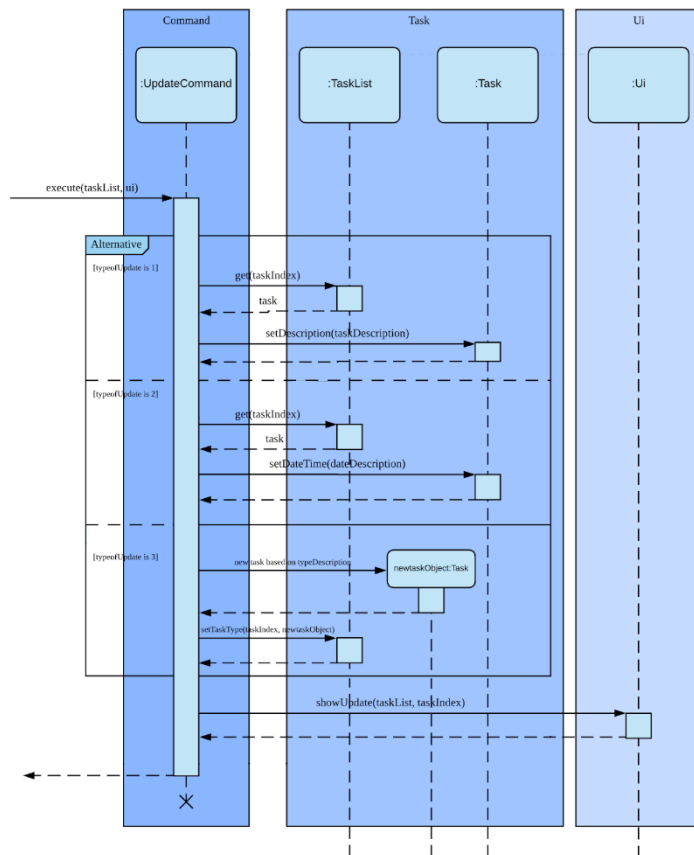 Command
Task
Ui
:UpdateCommand
:TaskList
:Task
:Ui
execute(taskList, ui)
Alternative
[typeofUpdate is 1]
get(taskIndex)
task
setDescription(taskDescription)
[typeofUpdate is 2]
get(taskIndex)
task
setDateTime(dateDescription)
[typeofUpdate is 3]
new task based on typeDescription
newtaskObject:Task
setTaskType(taskIndex, newtaskObject)
showUpdate(taskList, taskIndex)